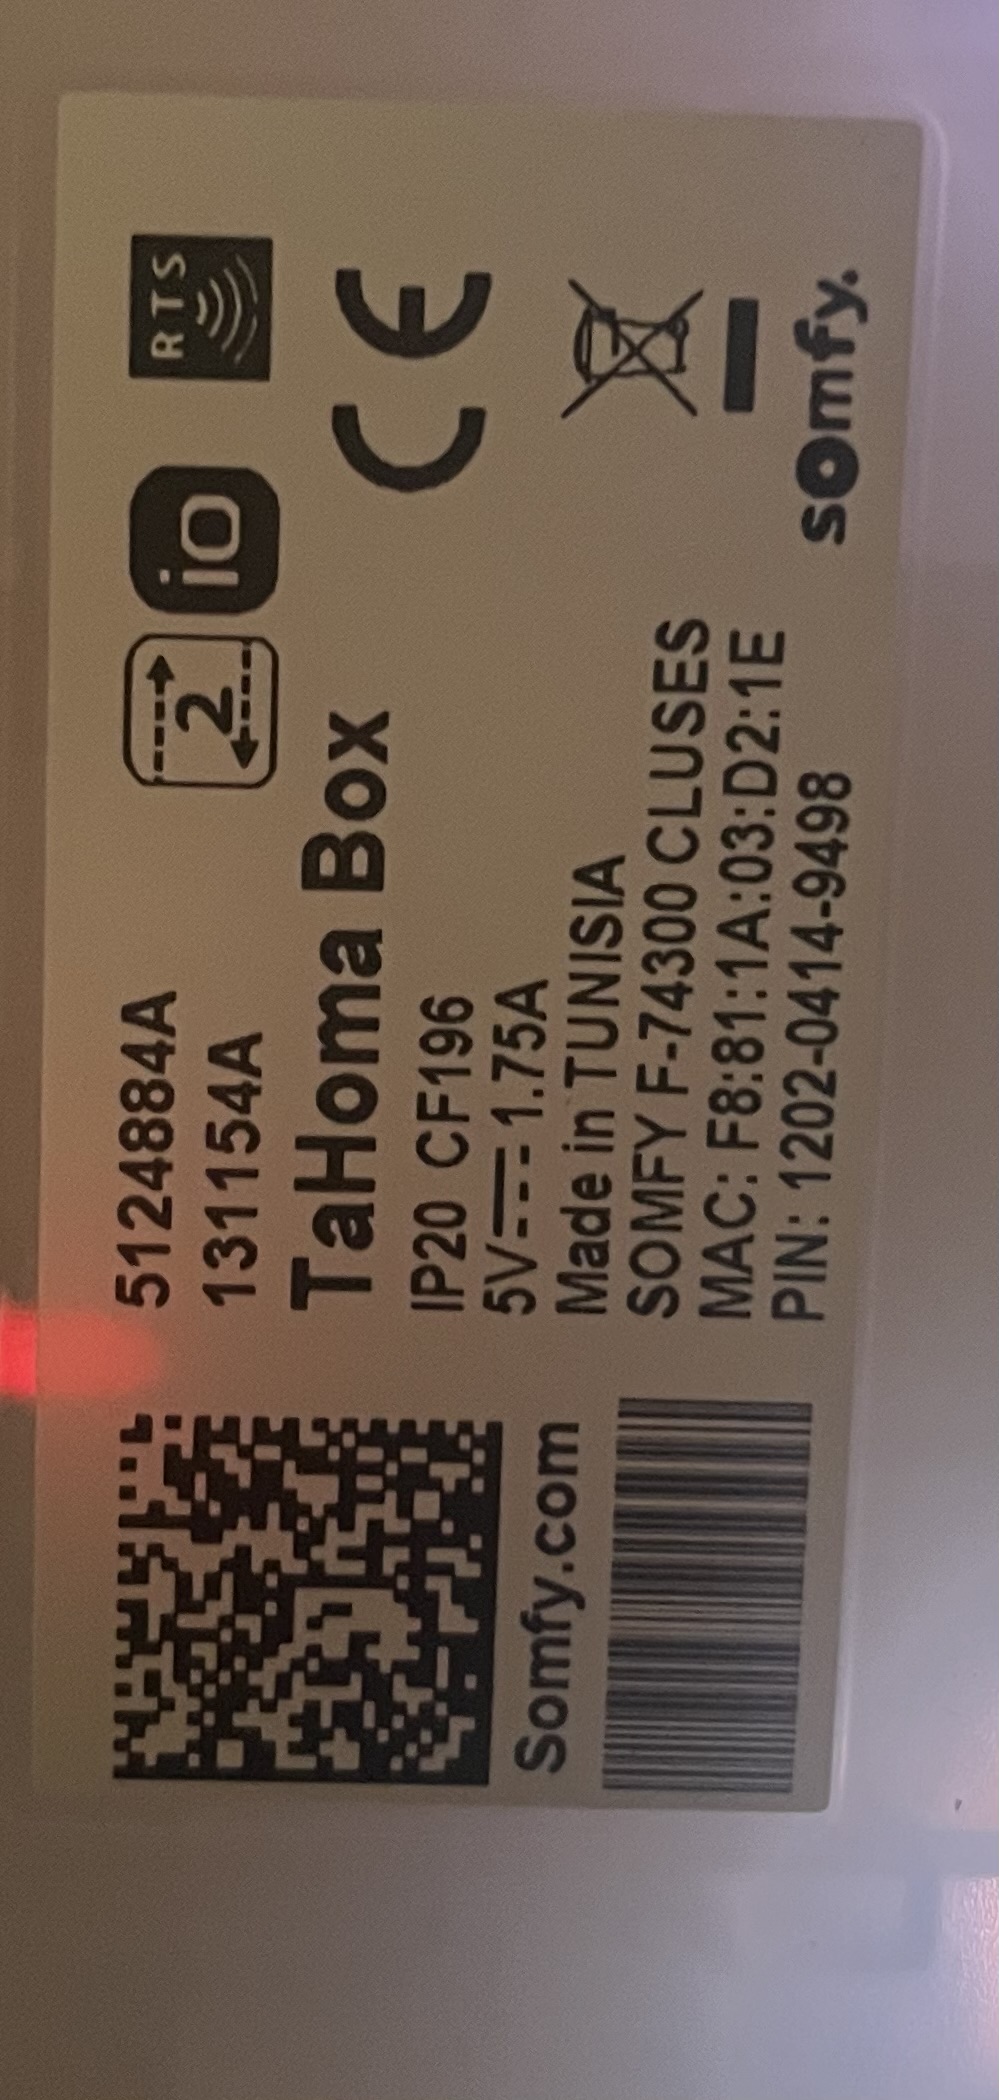 5124884A
131154A
2
io
RTS
TaHoma Box
CE
IP20 CF196
5V⎓1.75A
Made in TUNISIA
SOMFY F-74300 CLUSES
MAC: F8:81:1A:03:D2:1E
PIN: 1202-0414-9498
somfy.
Somfy.com